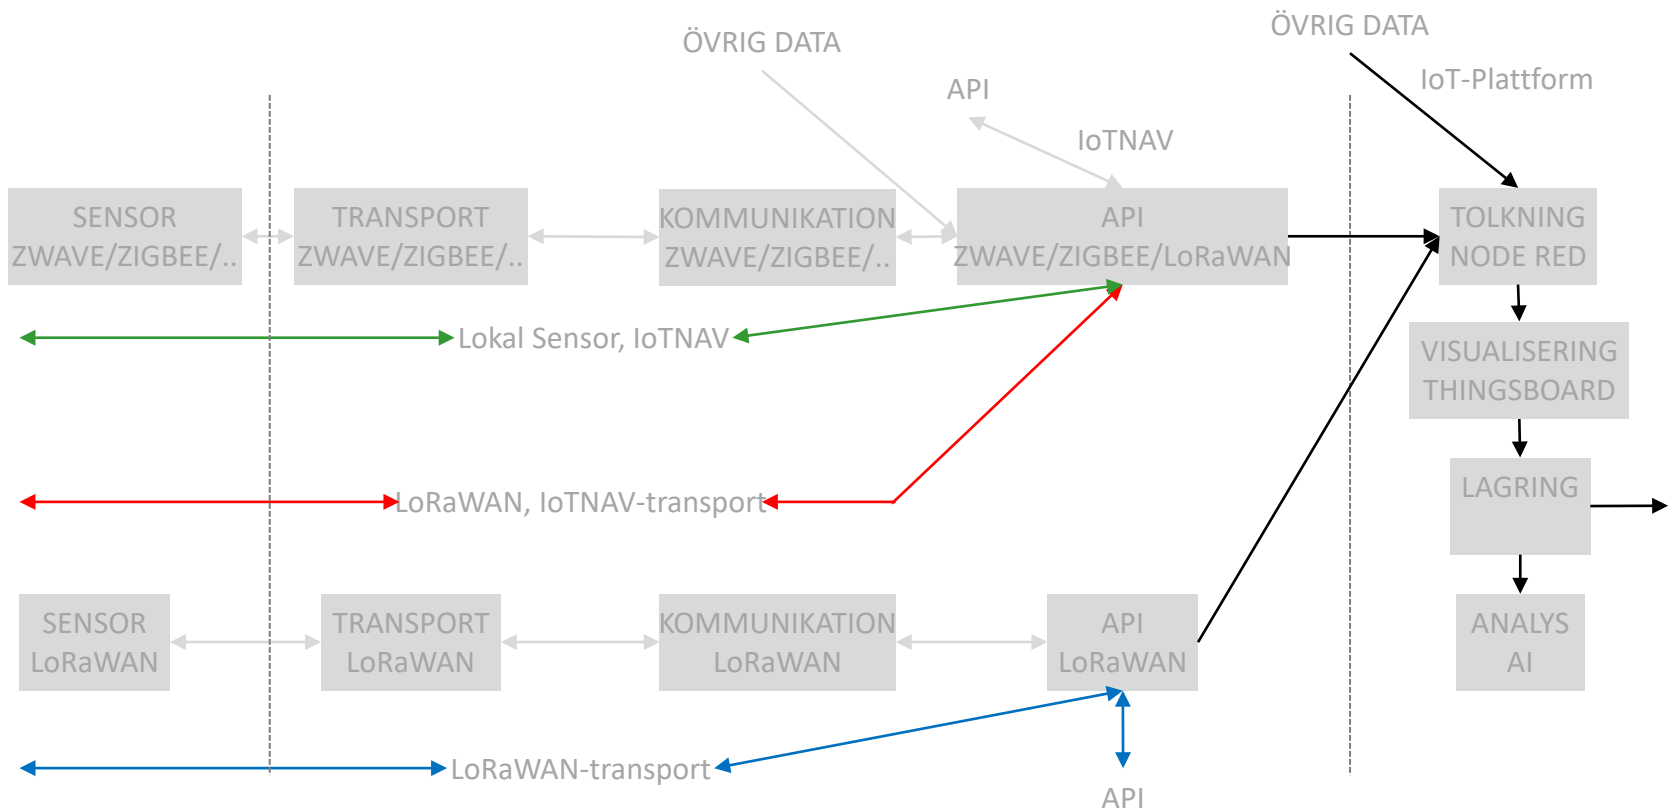 ÖVRIG DATA
ÖVRIG DATA
IoT-Plattform
API
IoTNAV
SENSOR
ZWAVE/ZIGBEE/..
TRANSPORT
ZWAVE/ZIGBEE/..
KOMMUNIKATION
ZWAVE/ZIGBEE/..
API
ZWAVE/ZIGBEE/LoRaWAN
TOLKNING
NODE RED
Lokal Sensor, IoTNAV
VISUALISERING
THINGSBOARD
LoRaWAN, IoTNAV-transport
LAGRING
SENSOR
LoRaWAN
TRANSPORT
LoRaWAN
KOMMUNIKATION
LoRaWAN
API
LoRaWAN
ANALYS
AI
LoRaWAN-transport
API